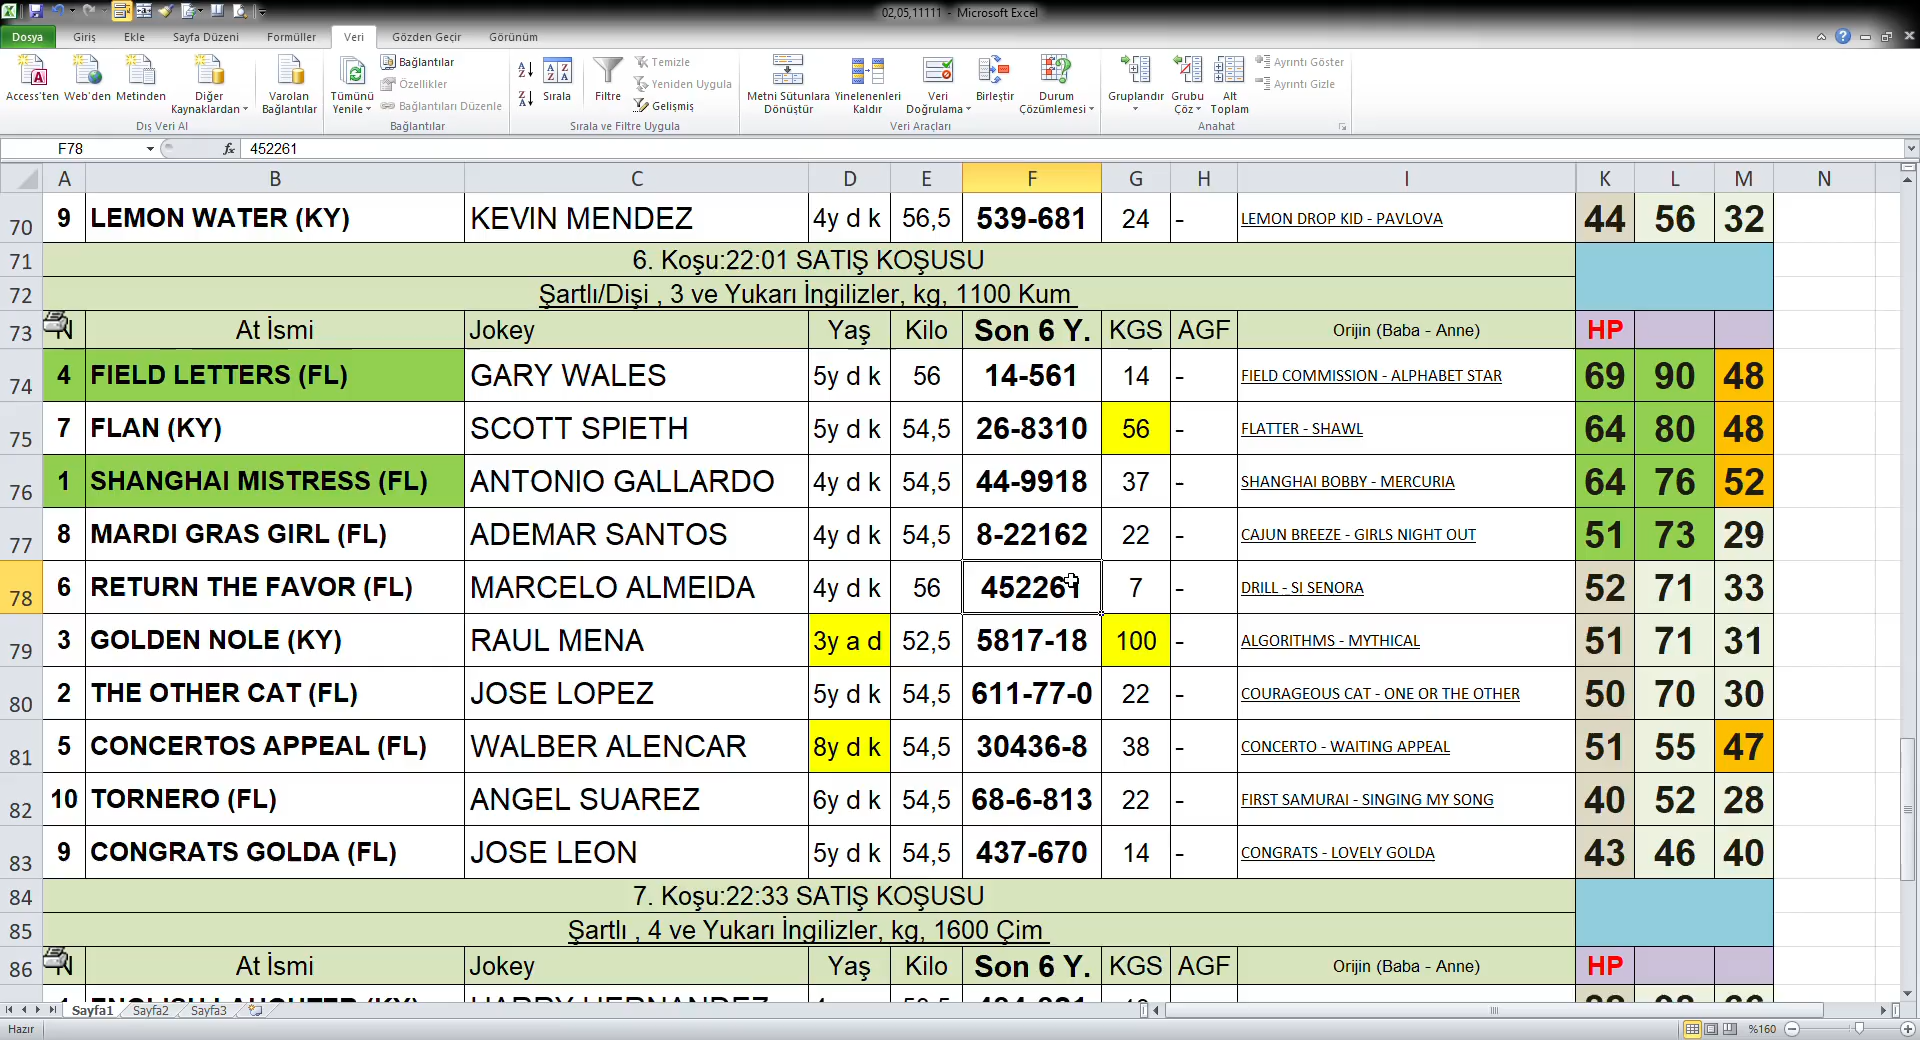 02,05,11111 - Microsoft Excel
Dosya Giriş Ekle Sayfa Düzeni Formüller Veri Gözden Geçir Görünüm
Access'ten Web'den Metinden Diğer Kaynaklardan Varolan Bağlantılar Tümünü Yenile Bağlantılar Özellikler Bağlantıları Düzenle Sırala Filtre Temizle Yeniden Uygula Gelişmiş Metni Sütunlara Dönüştür Yinelenenleri Kaldır Veri Doğrulama Birleştir Durum Çözümlemesi Gruplandır Grubu Çöz Alt Toplam Ayrıntı Göster Ayrıntı Gizle
Dış Veri Al Bağlantılar Sırala ve Filtre Uygula Veri Araçları Anahat
F78 fx 452261
A B C D E F G H I K L M N
70 9 LEMON WATER (KY) KEVIN MENDEZ 4y d k 56,5 539-681 24 - LEMON DROP KID - PAVLOVA 44 56 32
71 6. Koşu:22:01 SATIŞ KOŞUSU
72 Şartlı/Dişi , 3 ve Yukarı İngilizler, kg, 1100 Kum
73 N At İsmi Jokey Yaş Kilo Son 6 Y. KGS AGF Orijin (Baba - Anne) HP
74 4 FIELD LETTERS (FL) GARY WALES 5y d k 56 14-561 14 - FIELD COMMISSION - ALPHABET STAR 69 90 48
75 7 FLAN (KY) SCOTT SPIETH 5y d k 54,5 26-8310 56 - FLATTER - SHAWL 64 80 48
76 1 SHANGHAI MISTRESS (FL) ANTONIO GALLARDO 4y d k 54,5 44-9918 37 - SHANGHAI BOBBY - MERCURIA 64 76 52
77 8 MARDI GRAS GIRL (FL) ADEMAR SANTOS 4y d k 54,5 8-22162 22 - CAJUN BREEZE - GIRLS NIGHT OUT 51 73 29
78 6 RETURN THE FAVOR (FL) MARCELO ALMEIDA 4y d k 56 452261 7 - DRILL - SI SENORA 52 71 33
79 3 GOLDEN NOLE (KY) RAUL MENA 3y a d 52,5 5817-18 100 - ALGORITHMS - MYTHICAL 51 71 31
80 2 THE OTHER CAT (FL) JOSE LOPEZ 5y d k 54,5 611-77-0 22 - COURAGEOUS CAT - ONE OR THE OTHER 50 70 30
81 5 CONCERTOS APPEAL (FL) WALBER ALENCAR 8y d k 54,5 30436-8 38 - CONCERTO - WAITING APPEAL 51 55 47
82 10 TORNERO (FL) ANGEL SUAREZ 6y d k 54,5 68-6-813 22 - FIRST SAMURAI - SINGING MY SONG 40 52 28
83 9 CONGRATS GOLDA (FL) JOSE LEON 5y d k 54,5 437-670 14 - CONGRATS - LOVELY GOLDA 43 46 40
84 7. Koşu:22:33 SATIŞ KOŞUSU
85 Şartlı , 4 ve Yukarı İngilizler, kg, 1600 Çim
86 N At İsmi Jokey Yaş Kilo Son 6 Y. KGS AGF Orijin (Baba - Anne) HP
Sayfa1 Sayfa2 Sayfa3
Hazır %160